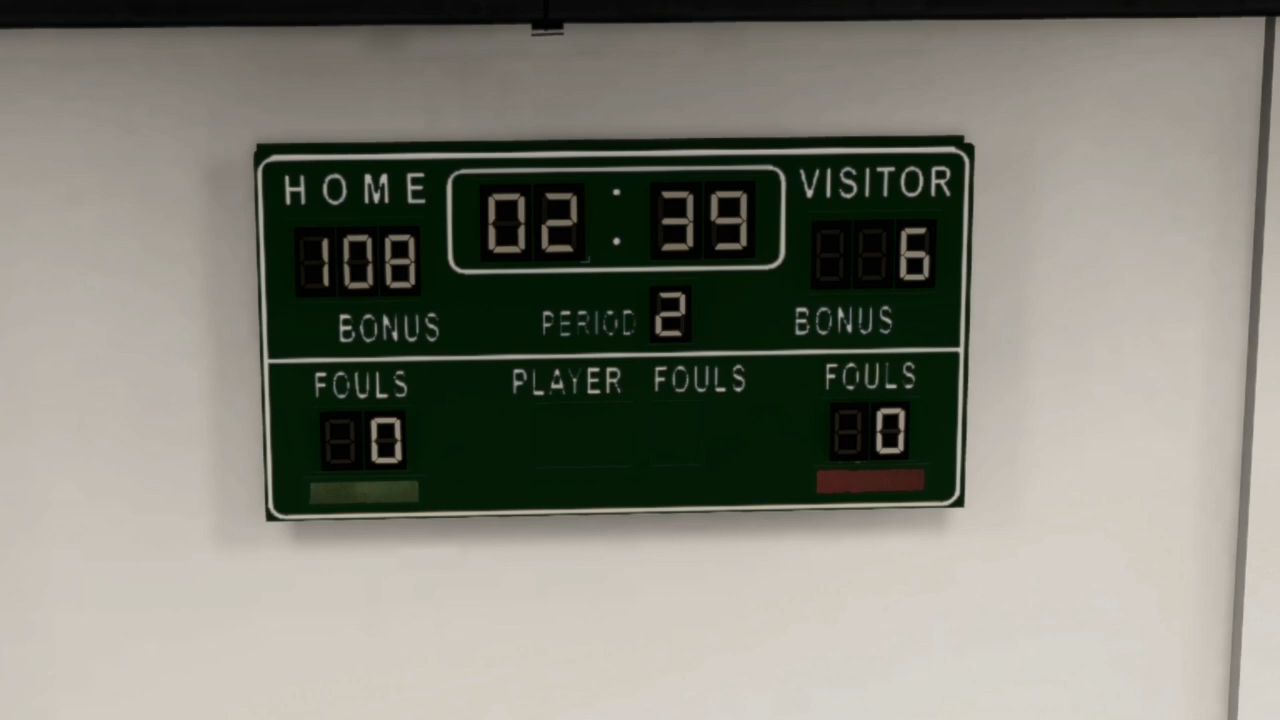 HOME 02:39 VISITOR
108 6
BONUS PERIOD 2 BONUS
FOULS PLAYER FOULS FOULS
0 0